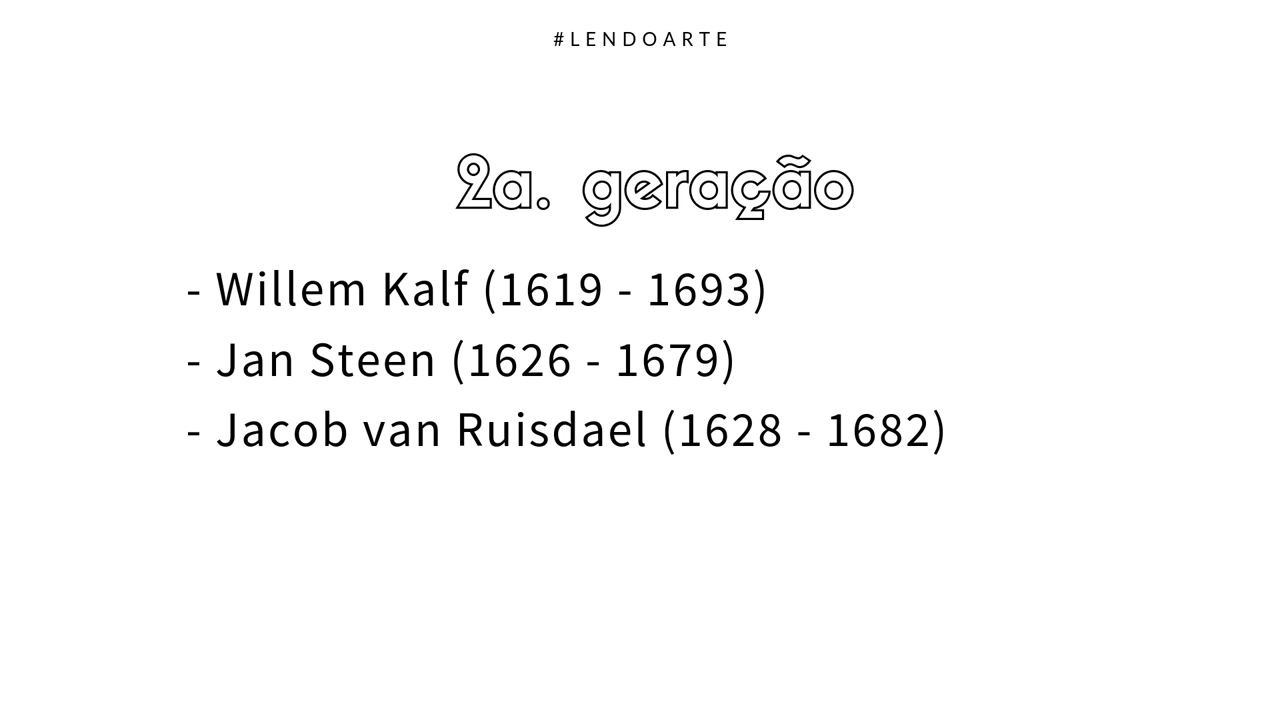 #LENDOARTE
2a. geração
- Willem Kalf (1619 - 1693)
- Jan Steen (1626 - 1679)
- Jacob van Ruisdael (1628 - 1682)